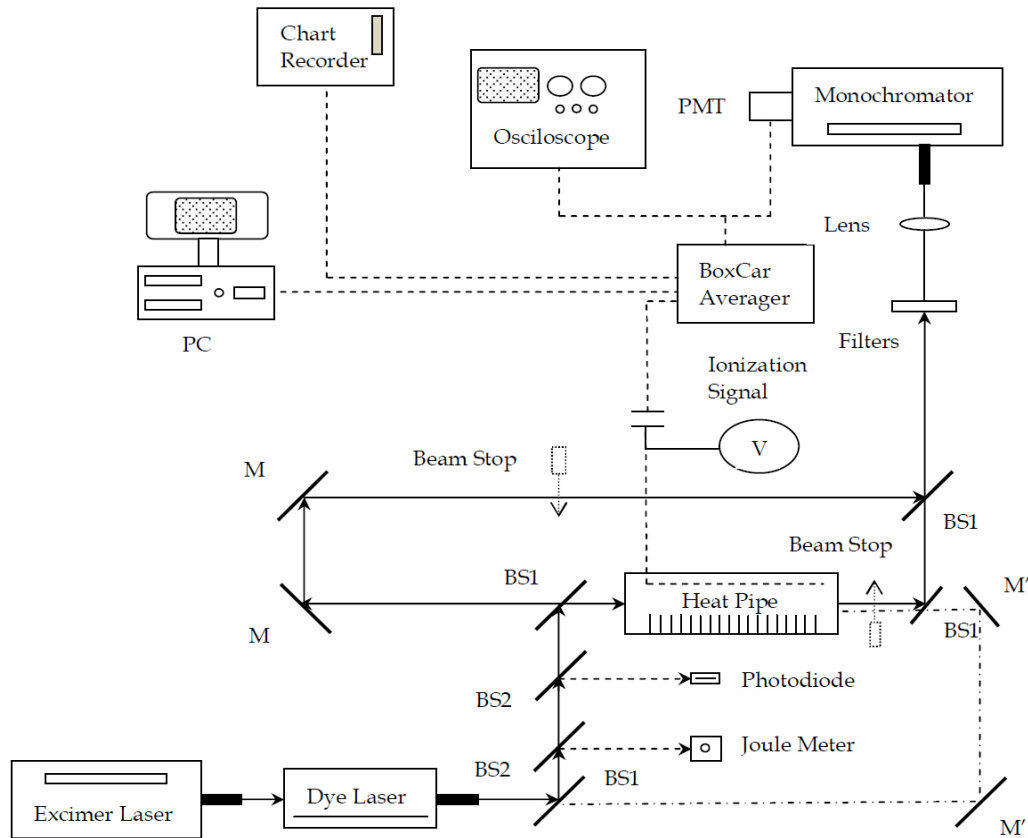 Chart
Recorder
Osciloscope
PMT
Monochromator
Lens
BoxCar
Averager
PC
Filters
Ionization
Signal
V
Beam Stop
M
BS1
Beam Stop
BS1
M'
Heat Pipe
M
BS1
BS2
Photodiode
BS2
Joule Meter
BS1
Excimer Laser
Dye Laser
M'